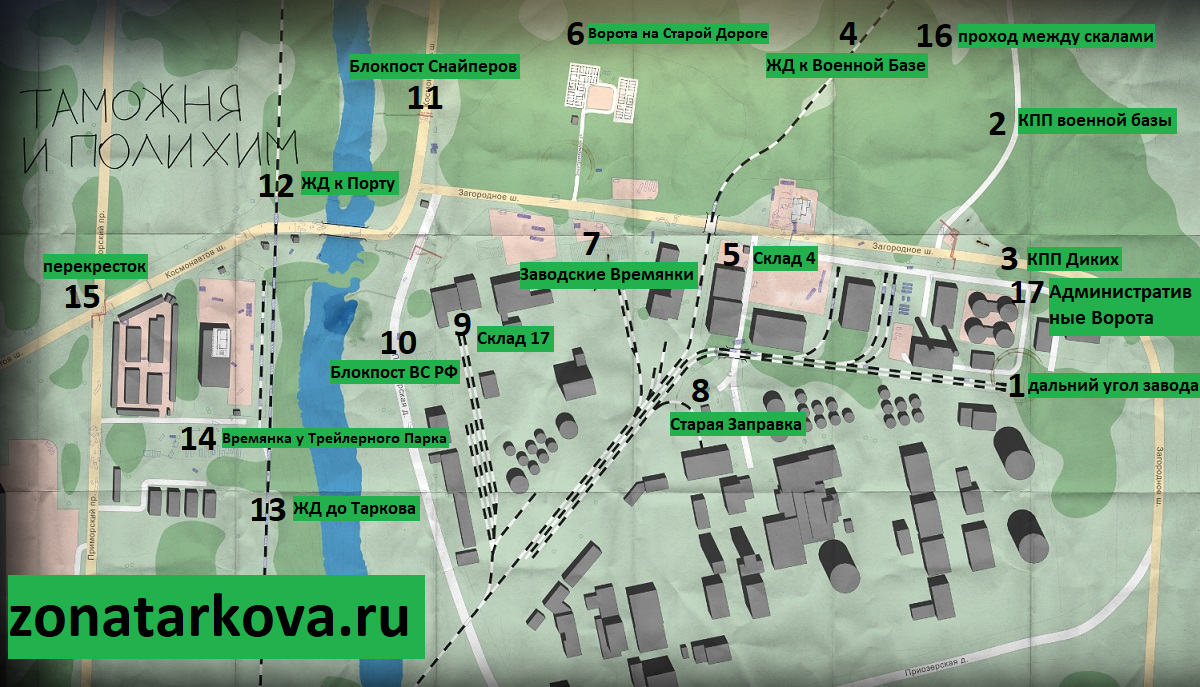 6 Ворота на Старой Дороге
4
16 проход между скалами
ЖД к Военной Базе
Блокпост Снайперов
11
ТАМОЖНЯ
И ПОЛИХИМ
2 КПП военной базы
12 ЖД к Порту
Загородное ш.
Космонавтов ш.
7
Заводские Времянки
5 Склад 4
Загородное ш.
3 КПП Диких
17 Административ
ные Ворота
перекресток
15
9
Склад 17
10
Блокпост ВС РФ
8
Старая Заправка
1 дальний угол завода
14 Времянка у Трейлерного Парка
13 ЖД до Таркова
Приморский пр.
Загородное ш.
Приозерская д.
zonatarkova.ru